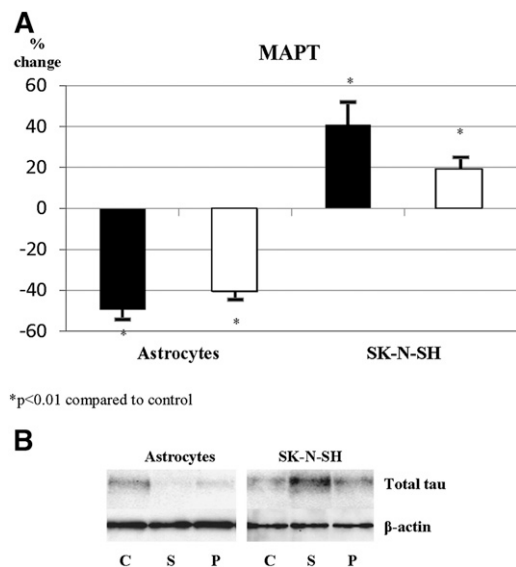 A
%
change
MAPT
60
40
20
0
-20
-40
-60
*
*
*
*
Astrocytes SK-N-SH
*p<0.01 compared to control
B
Astrocytes SK-N-SH
Total tau
β-actin
C S P C S P